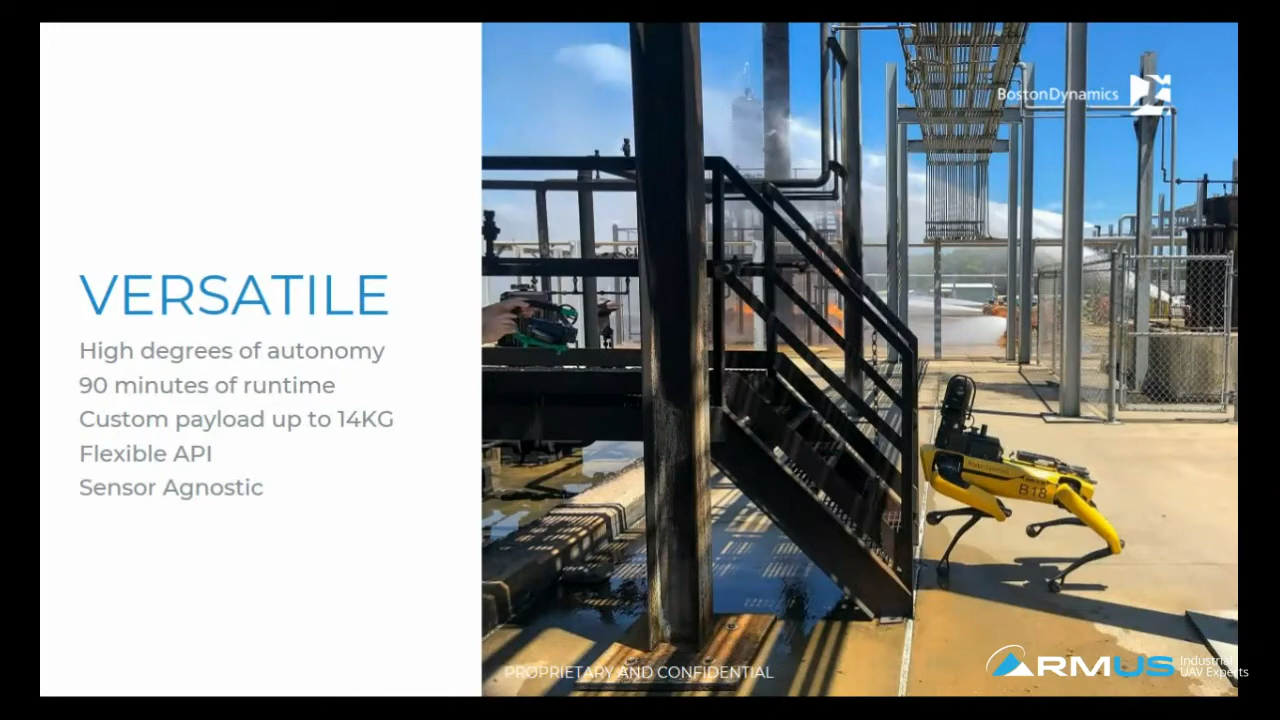 VERSATILE
High degrees of autonomy
90 minutes of runtime
Custom payload up to 14KG
Flexible API
Sensor Agnostic
BostonDynamics
B18
PROPRIETARY AND CONFIDENTIAL
ARMUS
Industrial
UAV Experts